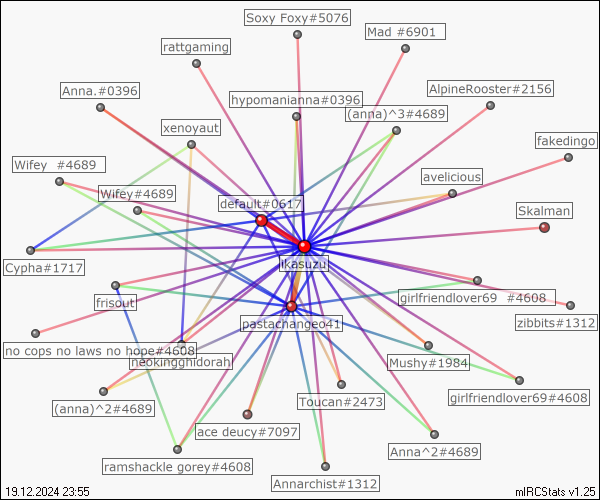 Soxy Foxy#5076
Mad #6901
rattgaming
Anna.#0396
AlpineRooster#2156
hypomanianna#0396
(anna)^3#4689
xenoyaut
fakedingo
Wifey #4689
avelicious
Wifey#4689
default#0617
Skalman
ikasuzu
Cypha#1717
girlfriendlover69 #4608
frisout
pastachangeo41
zibbits#1312
no cops no laws no hope#4608
neokingghidorah
Mushy#1984
girlfriendlover69#4608
Toucan#2473
(anna)^2#4689
ace deucy#7097
Anna^2#4689
ramshackle gorey#4608
Annarchist#1312
19.12.2024 23:55
mIRCStats v1.25